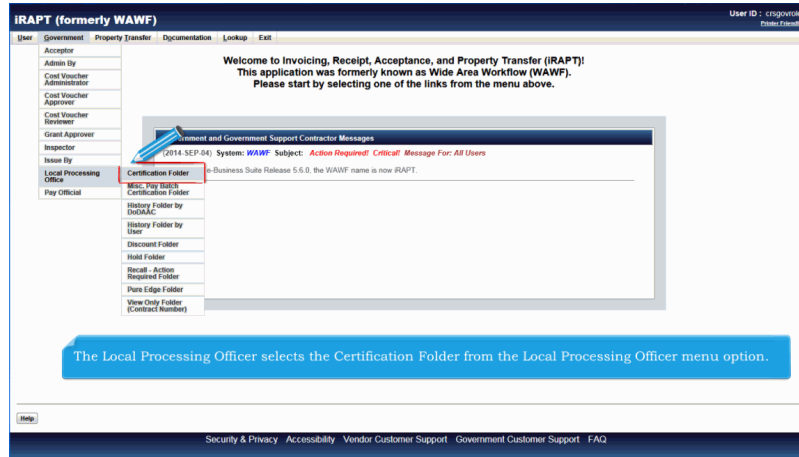 iRAPT (formerly WAWF)
User ID : crsgovrol
Printer Friendl
User Government Property Transfer Documentation Lookup Exit
Acceptor
Admin By
Cost Voucher
Administrator
Cost Voucher
Approver
Cost Voucher
Reviewer
Grant Approver
Inspector
Issue By
Local Processing
Office
Pay Official
Certification Folder
Misc. Pay Batch
Certification Folder
History Folder by
DoDAAC
History Folder by
User
Discount Folder
Hold Folder
Recall - Action
Required Folder
Pure Edge Folder
View Only Folder
(Contract Number)
Welcome to Invoicing, Receipt, Acceptance, and Property Transfer (iRAPT)!
This application was formerly known as Wide Area Workflow (WAWF).
Please start by selecting one of the links from the menu above.
ernment and Government Support Contractor Messages
(2014-SEP-04) System: WAWF Subject: Action Required! Critical! Message For: All Users
e-Business Suite Release 5.6.0, the WAWF name is now iRAPT.
The Local Processing Officer selects the Certification Folder from the Local Processing Officer menu option.
Help
Security & Privacy Accessibility Vendor Customer Support Government Customer Support FAQ